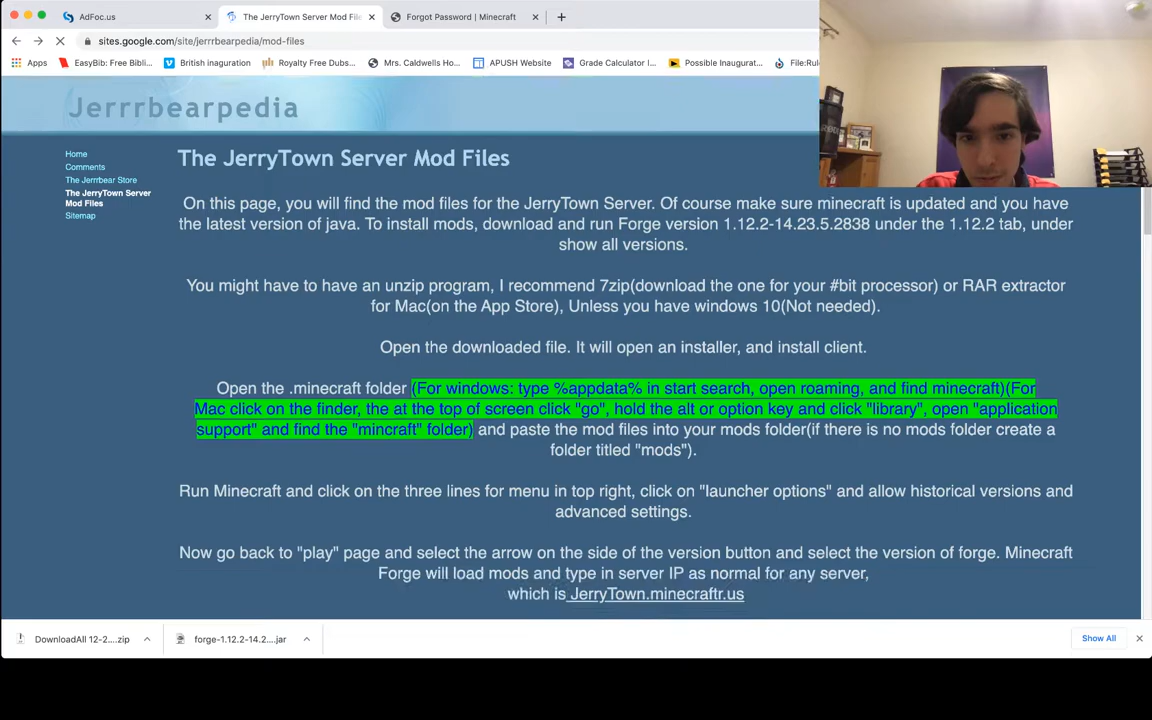 AdFoc.us
The JerryTown Server Mod File
Forgot Password | Minecraft
sites.google.com/site/jerrrbearpedia/mod-files
Apps
EasyBib: Free Bibli...
British inaguration
Royalty Free Dubs...
Mrs. Caldwells Ho...
APUSH Website
Grade Calculator I...
Possible Inaugurat...
File:Rul
Jerrrbearpedia
Home
Comments
The Jerrrbear Store
The JerryTown Server
Mod Files
Sitemap
The JerryTown Server Mod Files
On this page, you will find the mod files for the JerryTown Server. Of course make sure minecraft is updated and you have
the latest version of java. To install mods, download and run Forge version 1.12.2-14.23.5.2838 under the 1.12.2 tab, under
show all versions.
You might have to have an unzip program, I recommend 7zip(download the one for your #bit processor) or RAR extractor
for Mac(on the App Store), Unless you have windows 10(Not needed).
Open the downloaded file. It will open an installer, and install client.
Open the .minecraft folder (For windows: type %appdata% in start search, open roaming, and find minecraft)(For
Mac click on the finder, the at the top of screen click "go", hold the alt or option key and click "library", open "application
support" and find the "mincraft" folder) and paste the mod files into your mods folder(if there is no mods folder create a
folder titled "mods").
Run Minecraft and click on the three lines for menu in top right, click on "launcher options" and allow historical versions and
advanced settings.
Now go back to "play" page and select the arrow on the side of the version button and select the version of forge. Minecraft
Forge will load mods and type in server IP as normal for any server,
which is JerryTown.minecraftr.us
DownloadAll 12-2....zip
forge-1.12.2-14.2....jar
Show All